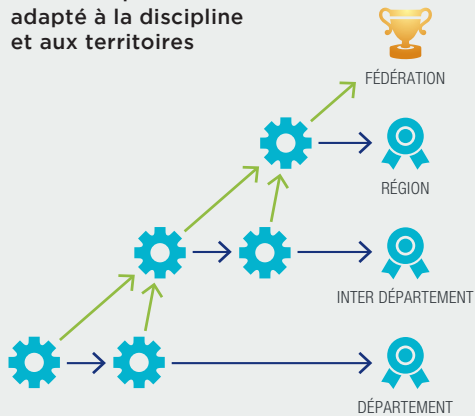 adapté à la discipline
et aux territoires
FÉDÉRATION
RÉGION
INTER DÉPARTEMENT
DÉPARTEMENT